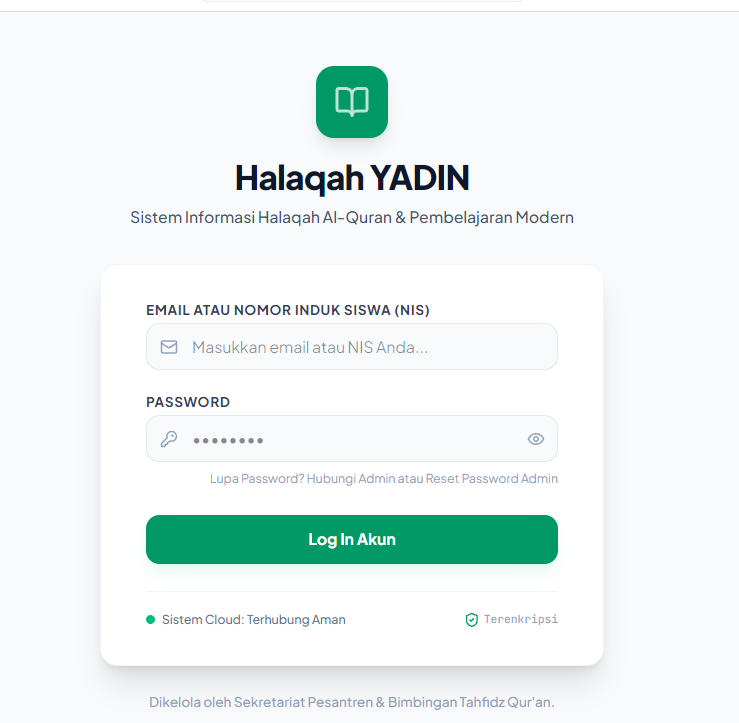 Halaqah YADIN
Sistem Informasi Halaqah Al-Quran & Pembelajaran Modern
EMAIL ATAU NOMOR INDUK SISWA (NIS)
Masukkan email atau NIS Anda...
PASSWORD
••••••••
Lupa Password? Hubungi Admin atau Reset Password Admin
Log In Akun
Sistem Cloud: Terhubung Aman
Terenkripsi
Dikelola oleh Sekretariat Pesantren & Bimbingan Tahfidz Qur'an.